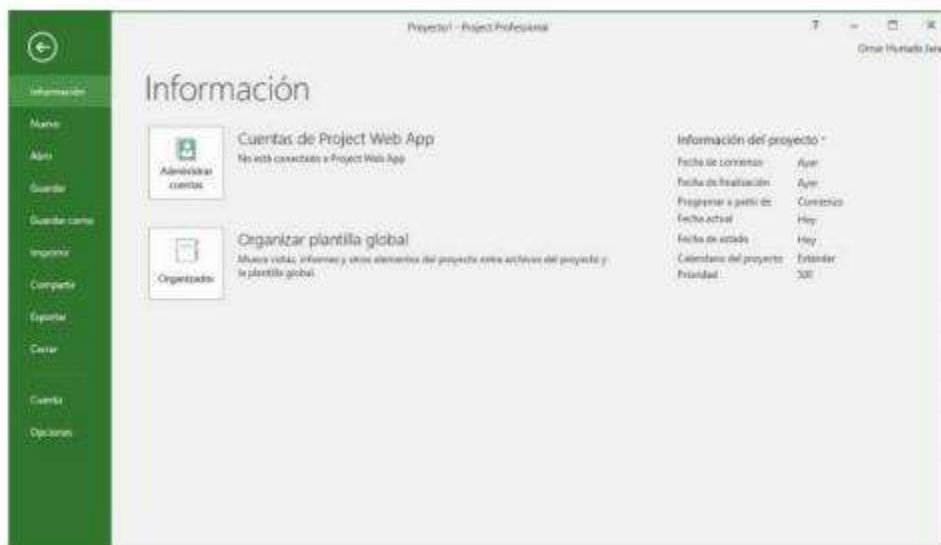 Proyecto1 - Project Professional
?
Información
Nuevo
Abrir
Guardar
Guardar como
Imprimir
Compartir
Exportar
Cerrar
Cuenta
Opciones
Información
Administrar
cuentas
Cuentas de Project Web App
No está conectado a Project Web App
Organizador
Organizar plantilla global
Mueva vistas, informes y otros elementos del proyecto entre archivos del proyecto y
la plantilla global.
Información del proyecto
Fecha de comienzo Ayer
Fecha de finalización Ayer
Programar a partir de Comienzo
Fecha actual Hoy
Fecha de estado Hoy
Calendario del proyecto Estándar
Prioridad 500
Omar Hurtado